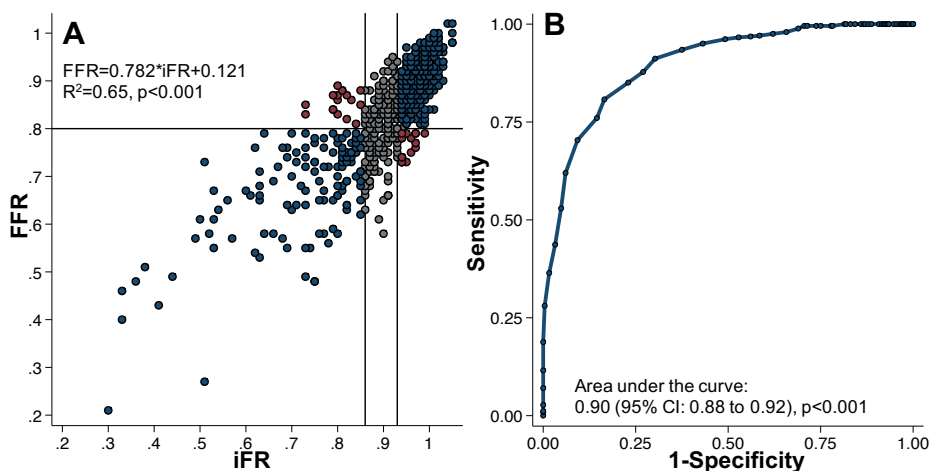 A
FFR=0.782*iFR+0.121
R²=0.65, p<0.001
FFR
1
.9
.8
.7
.6
.5
.4
.3
.2
.2 .3 .4 .5 .6 .7 .8 .9 1
iFR
B
Sensitivity
1.00
0.75
0.50
0.25
0.00
Area under the curve:
0.90 (95% CI: 0.88 to 0.92), p<0.001
0.00 0.25 0.50 0.75 1.00
1-Specificity